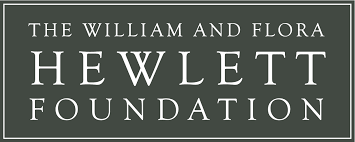 THE WILLIAM AND FLORA
HEWLETT
FOUNDATION